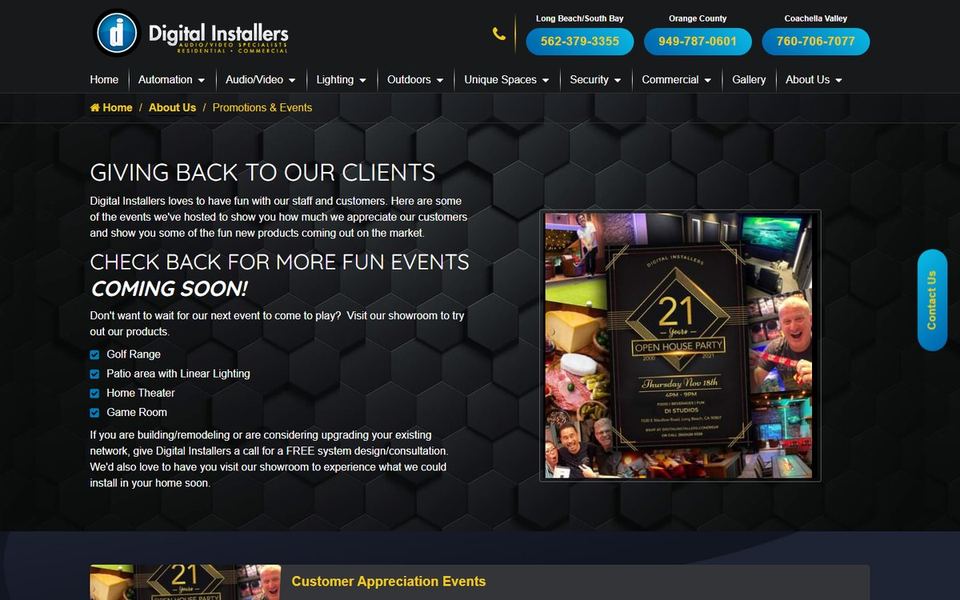 Digital Installers
AUDIO/VIDEO SPECIALISTS
RESIDENTIAL • COMMERCIAL
Long Beach/South Bay
562-379-3355
Orange County
949-787-0601
Coachella Valley
760-706-7077
Home
Automation
Audio/Video
Lighting
Outdoors
Unique Spaces
Security
Commercial
Gallery
About Us
Home / About Us / Promotions & Events
GIVING BACK TO OUR CLIENTS
Digital Installers loves to have fun with our staff and customers. Here are some
of the events we've hosted to show you how much we appreciate our customers
and show you some of the fun new products coming out on the market.
CHECK BACK FOR MORE FUN EVENTS
COMING SOON!
Don't want to wait for our next event to come to play? Visit our showroom to try
out our products.
Golf Range
Patio area with Linear Lighting
Home Theater
Game Room
If you are building/remodeling or are considering upgrading your existing
network, give Digital Installers a call for a FREE system design/consultation.
We'd also love to have you visit our showroom to experience what we could
install in your home soon.
DIGITAL INSTALLERS
21
Years
OPEN HOUSE PARTY
2000 2021
Thursday Nov 18th
4PM - 9PM
FOOD | BEVERAGES | FUN
DI STUDIOS
Contact Us
21
Years
OPEN HOUSE PARTY
Customer Appreciation Events